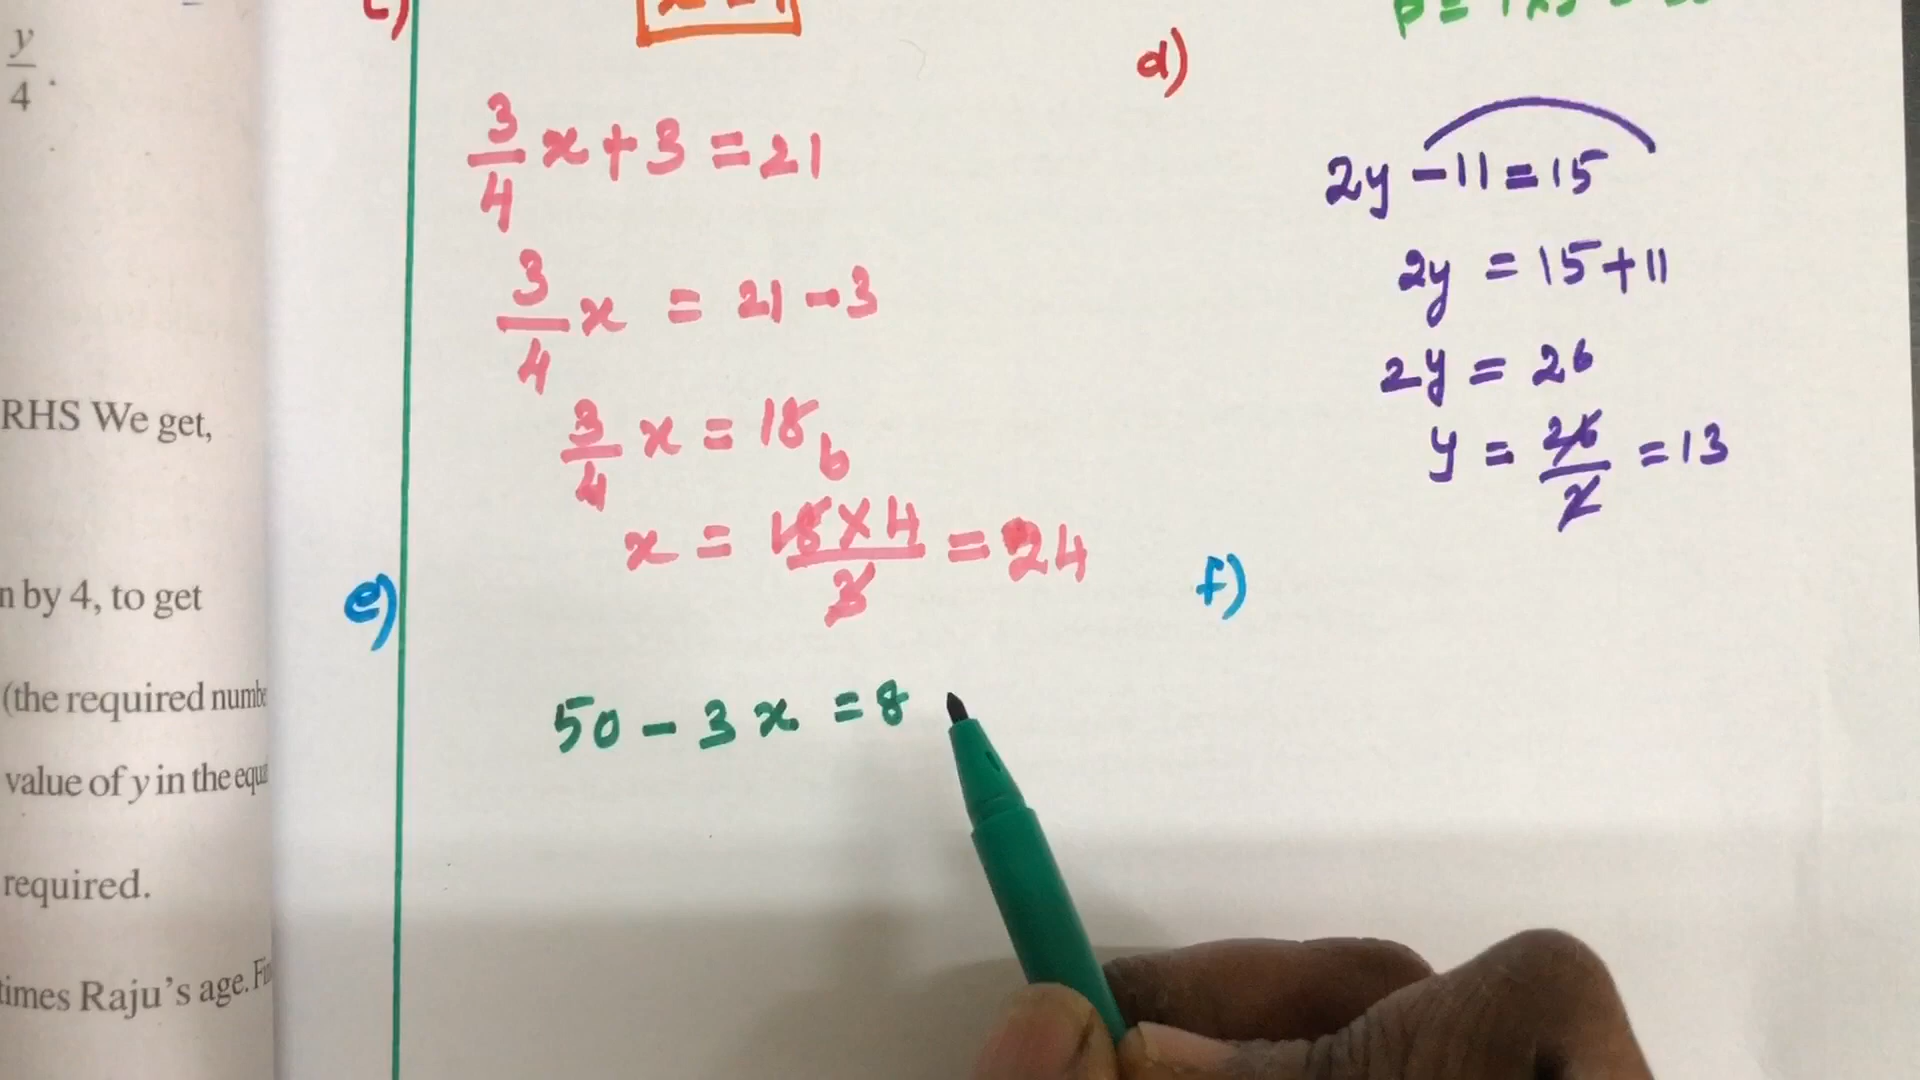 y/4.
RHS We get,
n by 4, to get
(the required numbe
value of y in the equ
required.
times Raju's age. Fi
c)
3/4 x + 3 = 21
3/4 x = 21 - 3
3/4 x = 18
6
x = 18 × 4 / 3 = 24
d)
2y - 11 = 15
2y = 15 + 11
2y = 26
y = 26/2 = 13
e)
50 - 3x = 8
f)